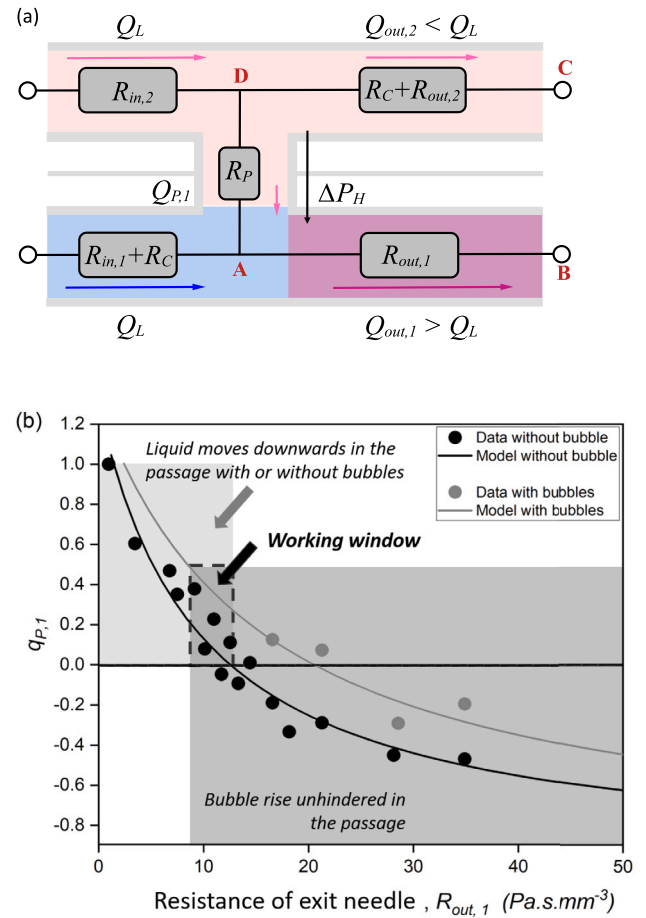 (a)
Q_L
Q_out,2 < Q_L
D
C
R_in,2
R_C+R_out,2
R_P
Q_P,1
ΔP_H
R_in,1+R_C
A
R_out,1
B
Q_L
Q_out,1 > Q_L
(b)
1.2
1.0
0.8
0.6
0.4
0.2
0.0
-0.2
-0.4
-0.6
-0.8
q_P,1
Liquid moves downwards in the
passage with or without bubbles
Data without bubble
Model without bubble
Data with bubbles
Model with bubbles
Working window
Bubble rise unhindered in
the passage
0 10 20 30 40 50
Resistance of exit needle , R_out, 1 (Pa.s.mm⁻³)